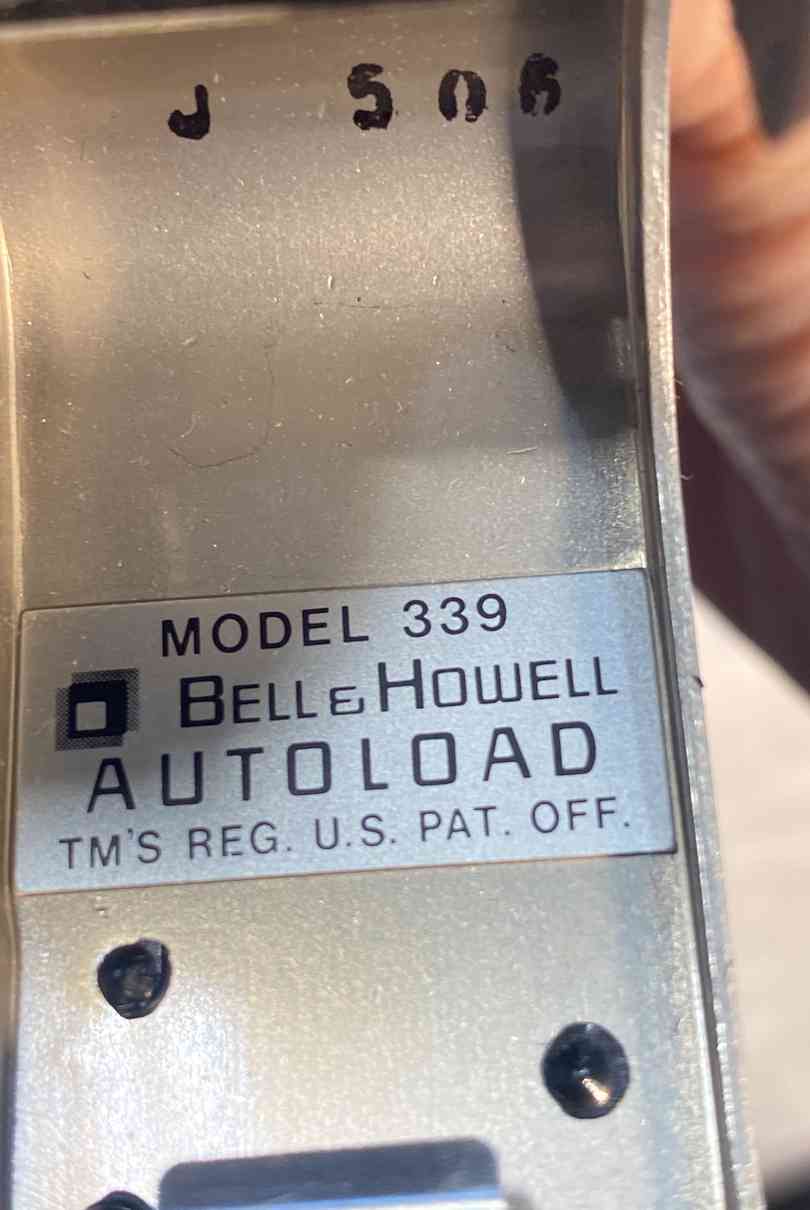 J 506
MODEL 339
BELL & HOWELL
AUTOLOAD
TM'S REG. U.S. PAT. OFF.